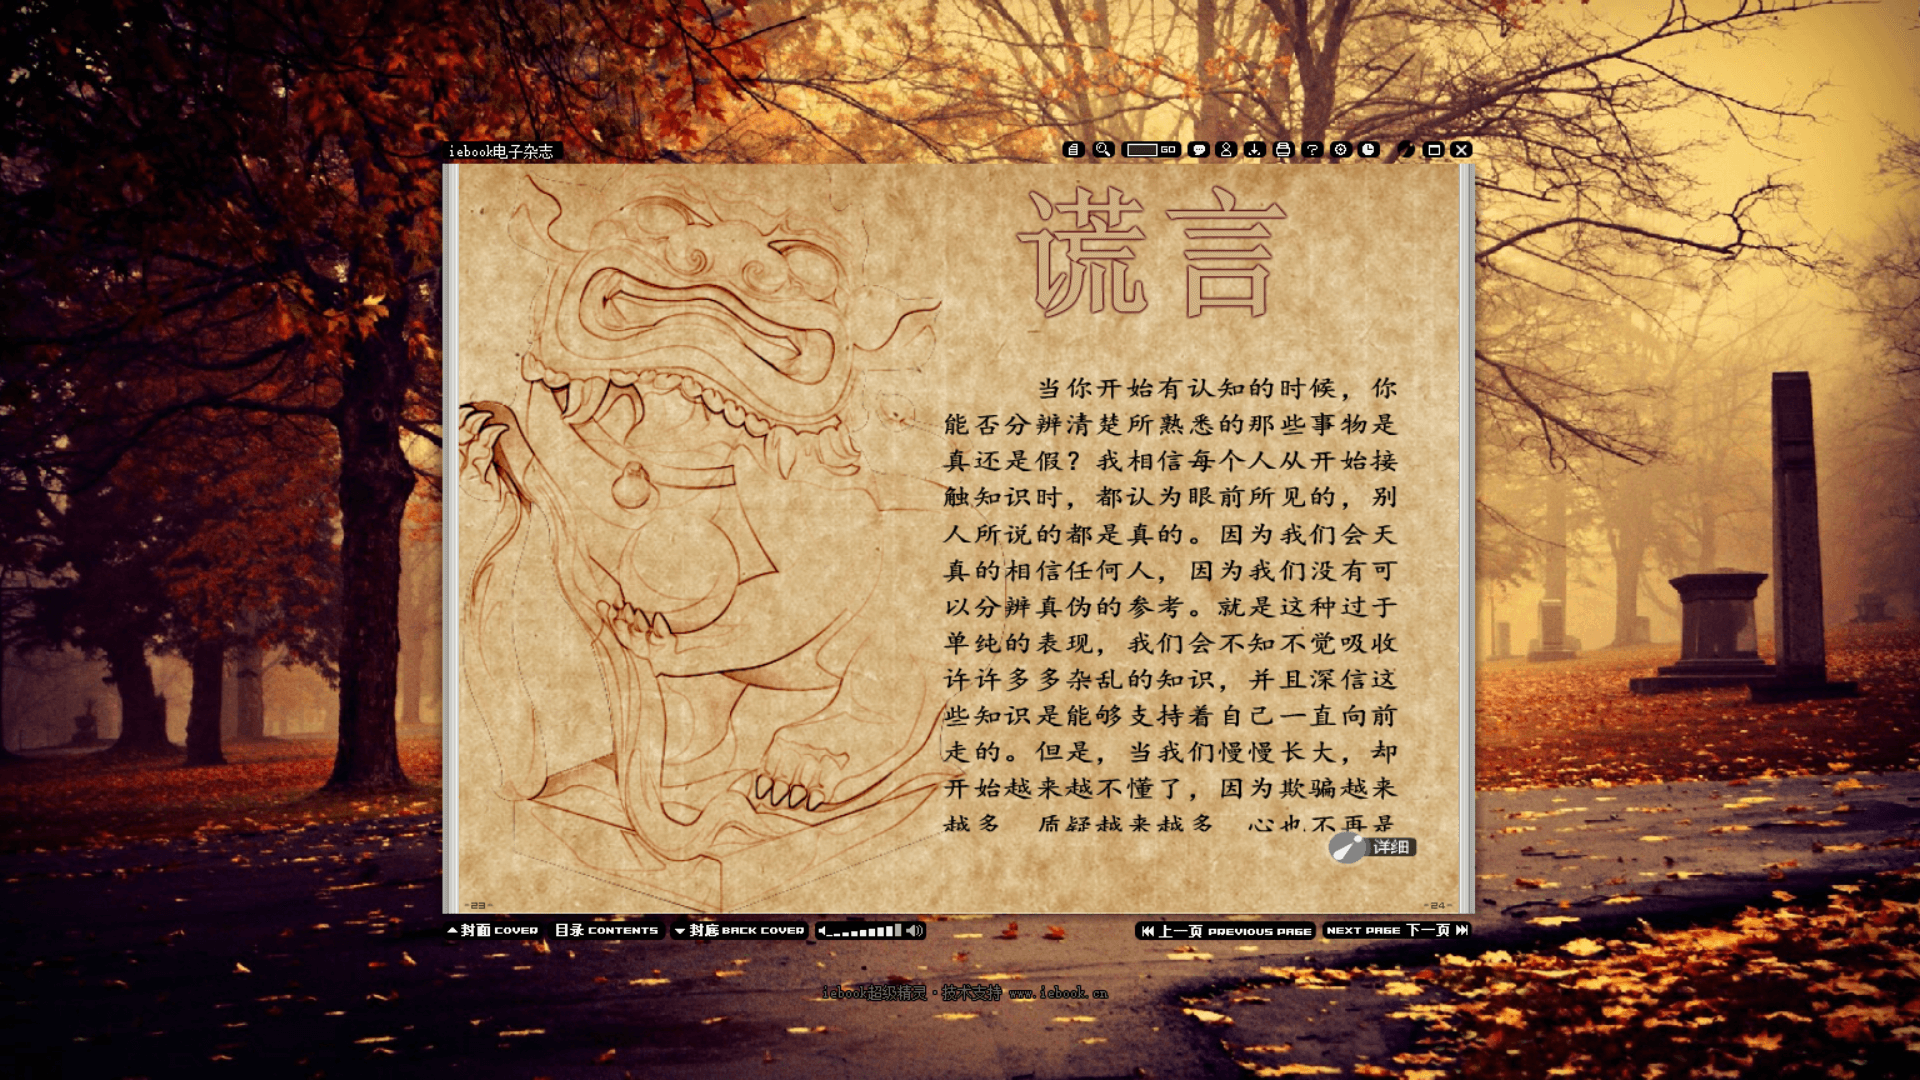 iebook电子杂志
GO
谎言
当你开始有认知的时候，你
能否分辨清楚所熟悉的那些事物是
真还是假？我相信每个人从开始接
触知识时，都认为眼前所见的，别
人所说的都是真的。因为我们会天
真的相信任何人，因为我们没有可
以分辨真伪的参考。就是这种过于
单纯的表现，我们会不知不觉吸收
许许多多杂乱的知识，并且深信这
些知识是能够支持着自己一直向前
走的。但是，当我们慢慢长大，却
开始越来越不懂了，因为欺骗越来
越多　质疑越来越多　心也不再是
详细
-23-
-24-
封面 COVER 目录 CONTENTS 封底 BACK COVER 上一页 PREVIOUS PAGE NEXT PAGE 下一页
iebook超级精灵·技术支持 www.iebook.cn